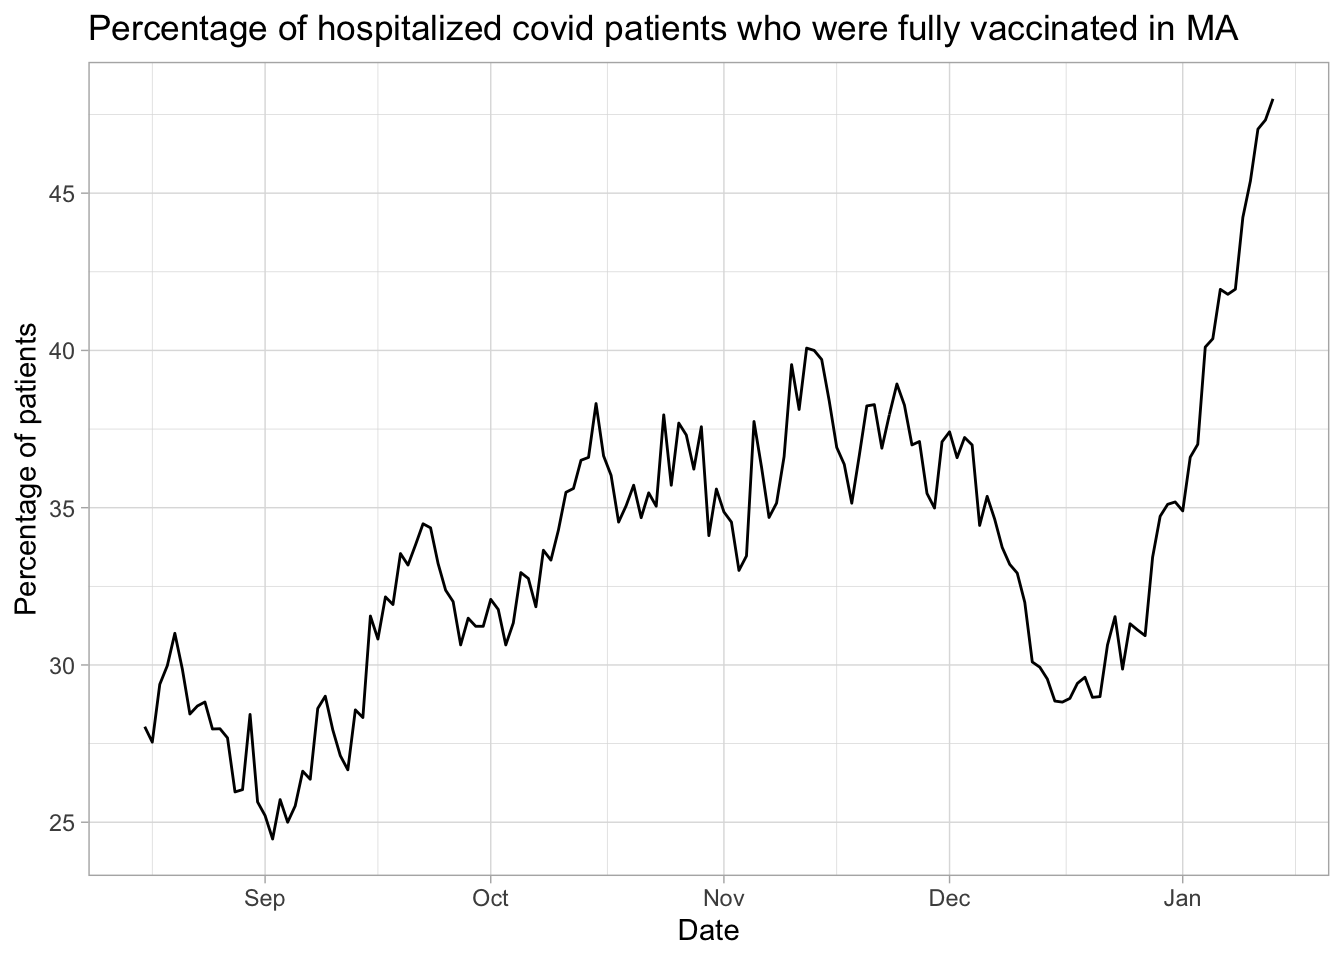 Percentage of hospitalized covid patients who were fully vaccinated in MA
Percentage of patients
45
40
35
30
25
Sep Oct Nov Dec Jan
Date